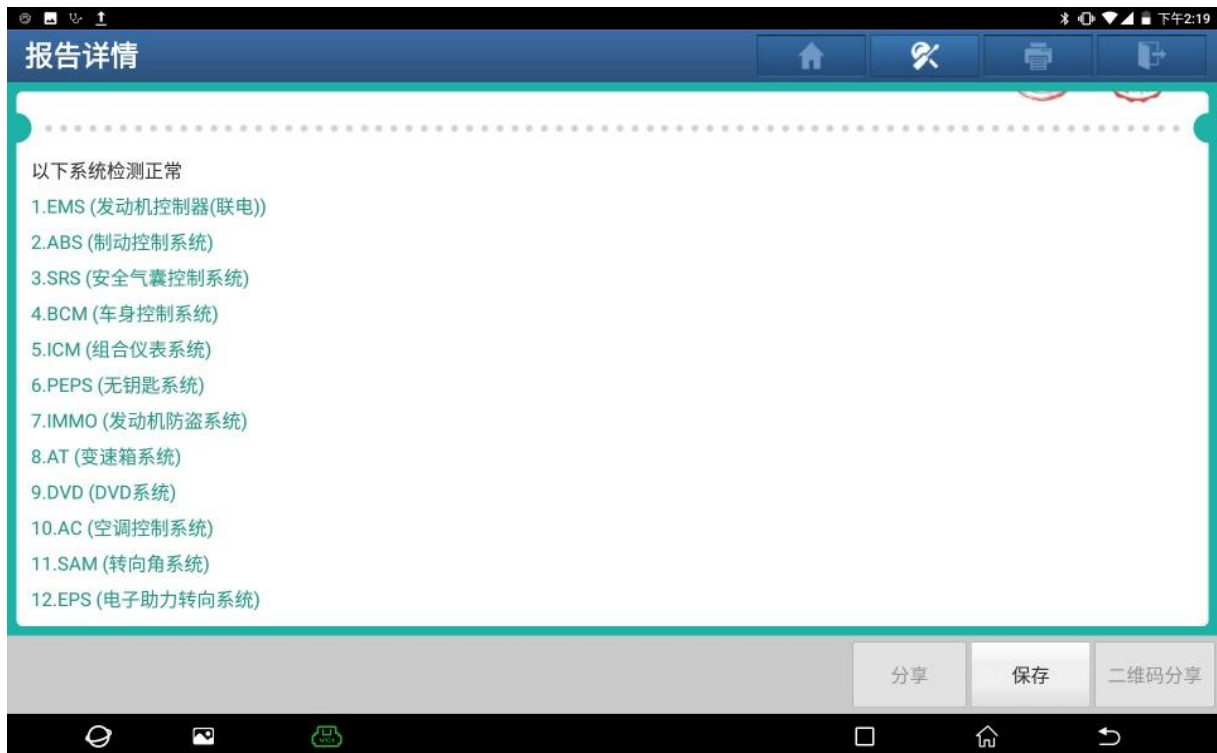 下午2:19
报告详情
以下系统检测正常
1.EMS (发动机控制器(联电))
2.ABS (制动控制系统)
3.SRS (安全气囊控制系统)
4.BCM (车身控制系统)
5.ICM (组合仪表系统)
6.PEPS (无钥匙系统)
7.IMMO (发动机防盗系统)
8.AT (变速箱系统)
9.DVD (DVD系统)
10.AC (空调控制系统)
11.SAM (转向角系统)
12.EPS (电子助力转向系统)
分享 保存 二维码分享
VCI